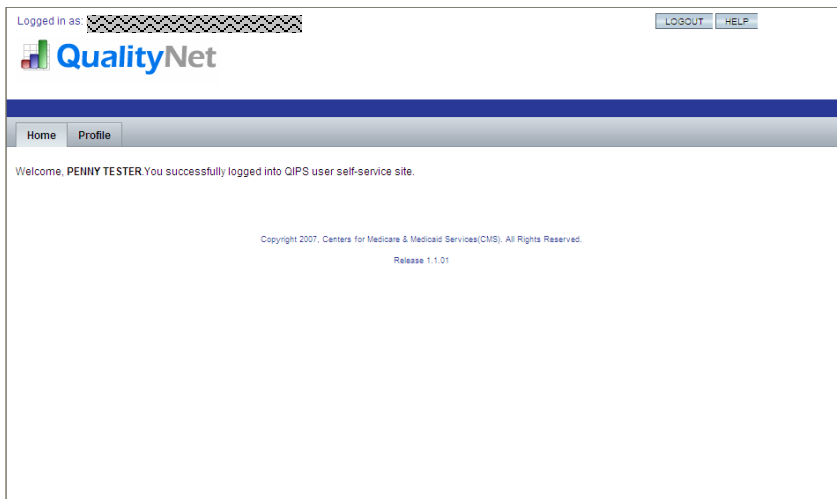 Logged in as:
LOGOUT HELP
QualityNet
Home Profile
Welcome, PENNY TESTER.You successfully logged into QIPS user self-service site.
Copyright 2007, Centers for Medicare & Medicaid Services(CMS). All Rights Reserved.
Release 1.1.01